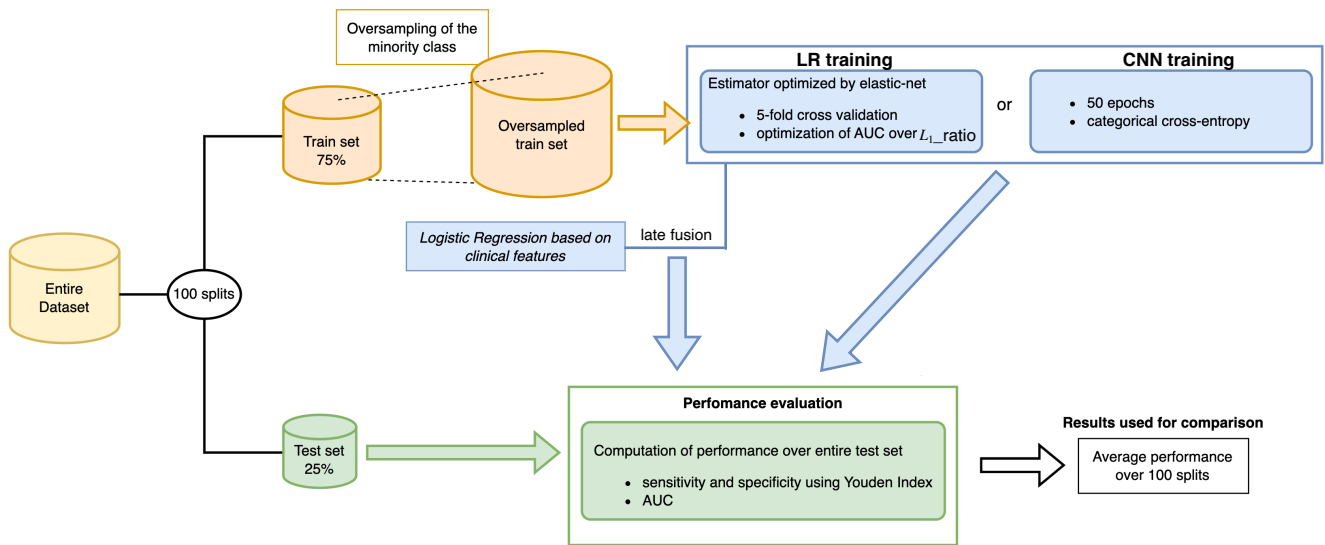 Oversampling of the
minority class
LR training
CNN training
Estimator optimized by elastic-net
5-fold cross validation
optimization of AUC over L₁_ratio
or
50 epochs
categorical cross-entropy
Train set
75%
Oversampled
train set
Logistic Regression based on
clinical features
late fusion
Entire
Dataset
100 splits
Test set
25%
Perfomance evaluation
Computation of performance over entire test set
sensitivity and specificity using Youden Index
AUC
Results used for comparison
Average performance
over 100 splits